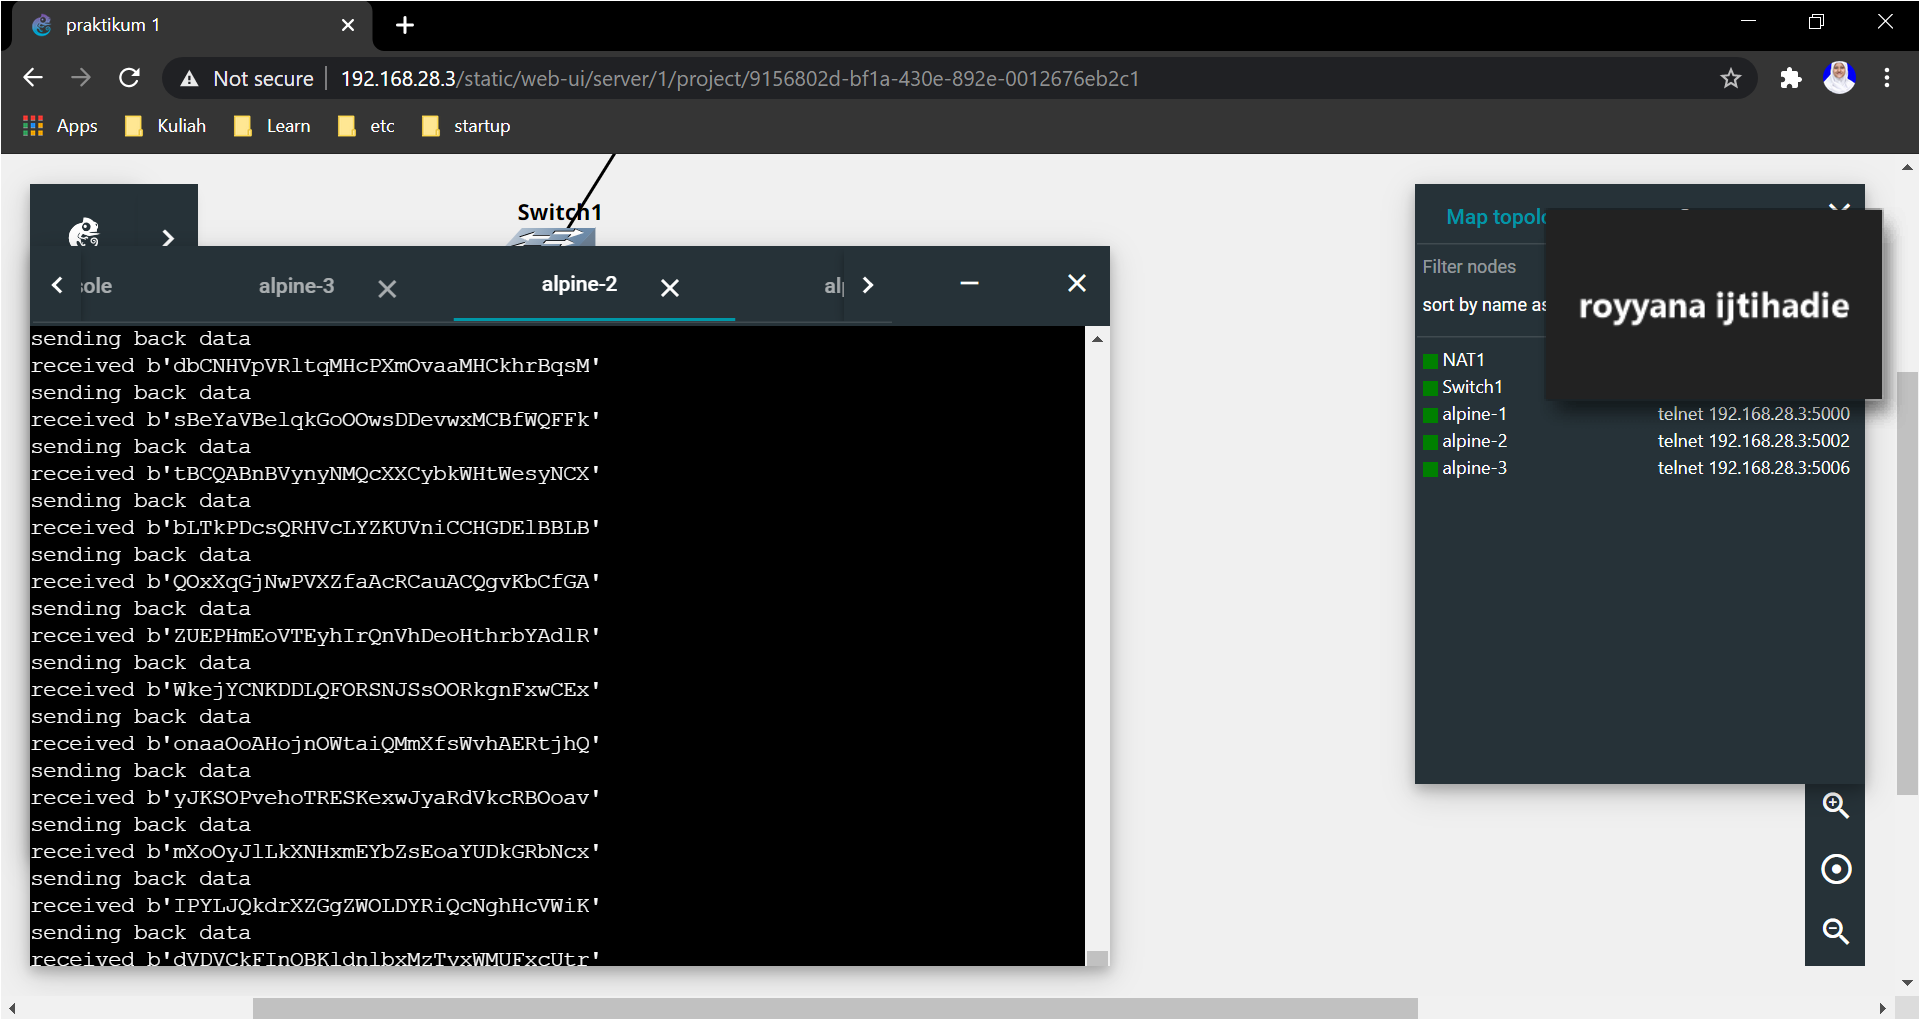 praktikum 1
Not secure
192.168.28.3/static/web-ui/server/1/project/9156802d-bf1a-430e-892e-0012676eb2c1
Apps
Kuliah
Learn
etc
startup
Switch1
sole
alpine-3
alpine-2
alp
sending back data
received b'dbCNHVpVRltqMHcPXmOvaaMHCkhrBqsM'
sending back data
received b'sBeYaVBelqkGoOOwsDDevwxMCBfWQFFk'
sending back data
received b'tBCQABnBVynyNMQcXXCybkWHtWesyNCX'
sending back data
received b'bLTkPDcsQRHVcLYZKUVniCCHGDElBBLB'
sending back data
received b'QOxXqGjNwPVXZfaAcRCauACQgvKbCfGA'
sending back data
received b'ZUEPHmEoVTEyhIrQnVhDeoHthrbYAdlR'
sending back data
received b'WkejYCNKDDLQFORSNJSsOORkgnFxwCEx'
sending back data
received b'onaaOoAHojnOWtaiQMmXfsWvhAERtjhQ'
sending back data
received b'yJKSOPvehoTRESKexwJyaRdVkcRBOoav'
sending back data
received b'mXoOyJlLkXNHxmEYbZsEoaYUDkGRbNcx'
sending back data
received b'IPYLJQkdrXZGgZWOLDYRiQcNghHcVWiK'
sending back data
received b'dVDVCkFInOBKldnlbxMzTvxWMUFxcUtr'
Map topolo
Filter nodes
sort by name as
royyana ijtihadie
NAT1
Switch1
alpine-1 telnet 192.168.28.3:5000
alpine-2 telnet 192.168.28.3:5002
alpine-3 telnet 192.168.28.3:5006